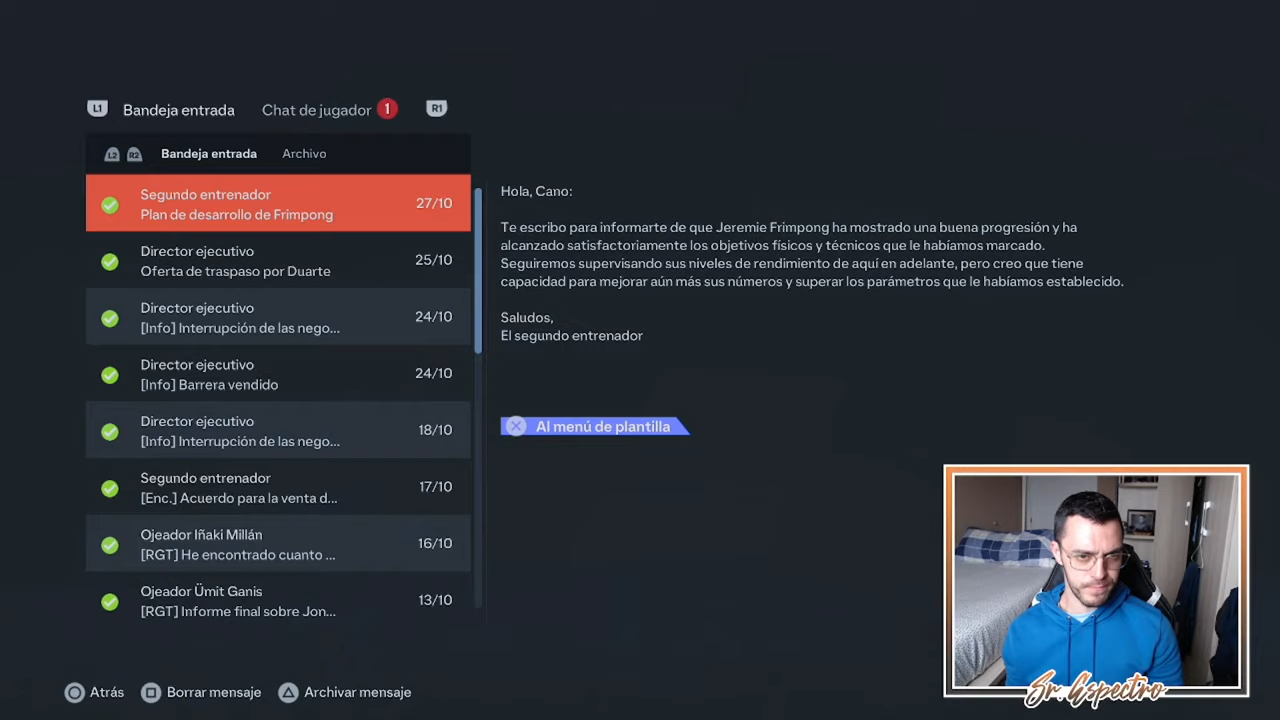 L1 Bandeja entrada Chat de jugador 1 R1
L2 R2 Bandeja entrada Archivo
Segundo entrenador
Plan de desarrollo de Frimpong
27/10
Director ejecutivo
Oferta de traspaso por Duarte
25/10
Director ejecutivo
[Info] Interrupción de las nego...
24/10
Director ejecutivo
[Info] Barrera vendido
24/10
Director ejecutivo
[Info] Interrupción de las nego...
18/10
Segundo entrenador
[Enc.] Acuerdo para la venta d...
17/10
Ojeador Iñaki Millán
[RGT] He encontrado cuanto ...
16/10
Ojeador Ümit Ganis
[RGT] Informe final sobre Jon...
13/10
Hola, Cano:
Te escribo para informarte de que Jeremie Frimpong ha mostrado una buena progresión y ha
alcanzado satisfactoriamente los objetivos físicos y técnicos que le habíamos marcado.
Seguiremos supervisando sus niveles de rendimiento de aquí en adelante, pero creo que tiene
capacidad para mejorar aún más sus números y superar los parámetros que le habíamos establecido.
Saludos,
El segundo entrenador
Al menú de plantilla
Atrás Borrar mensaje Archivar mensaje
Sr. Espectro